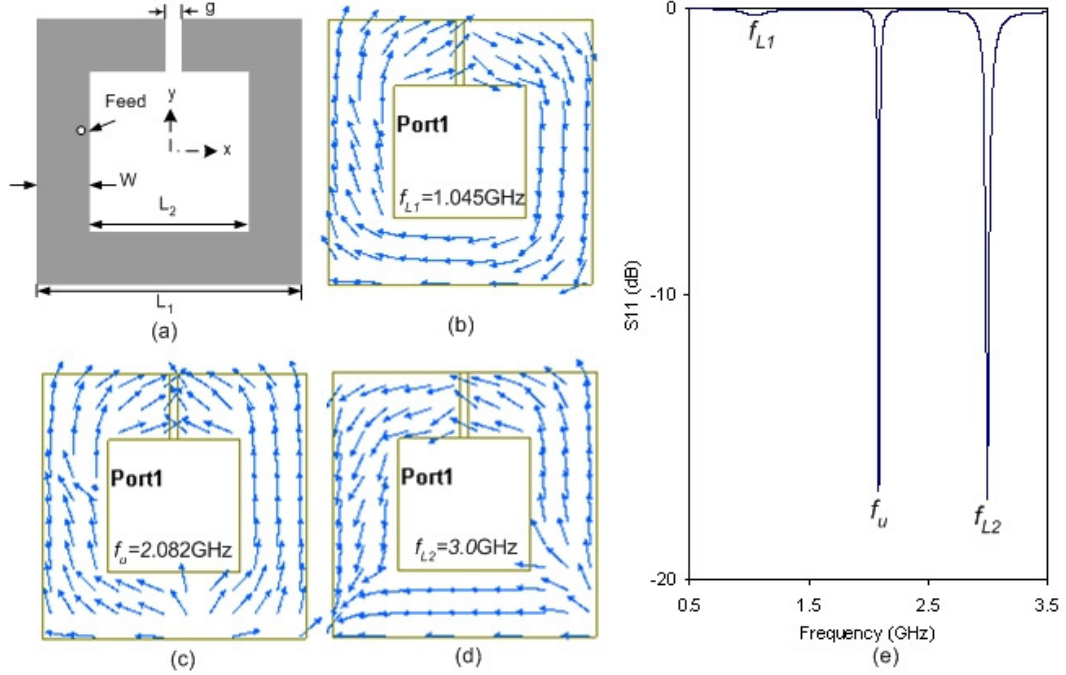 g
y
Feed
x
W
L2
L1
(a)
Port1
fL1=1.045GHz
(b)
Port1
fu=2.082GHz
(c)
Port1
fL2=3.0GHz
(d)
0
-10
-20
S11 (dB)
fL1
fu
fL2
0.5 1.5 2.5 3.5
Frequency (GHz)
(e)